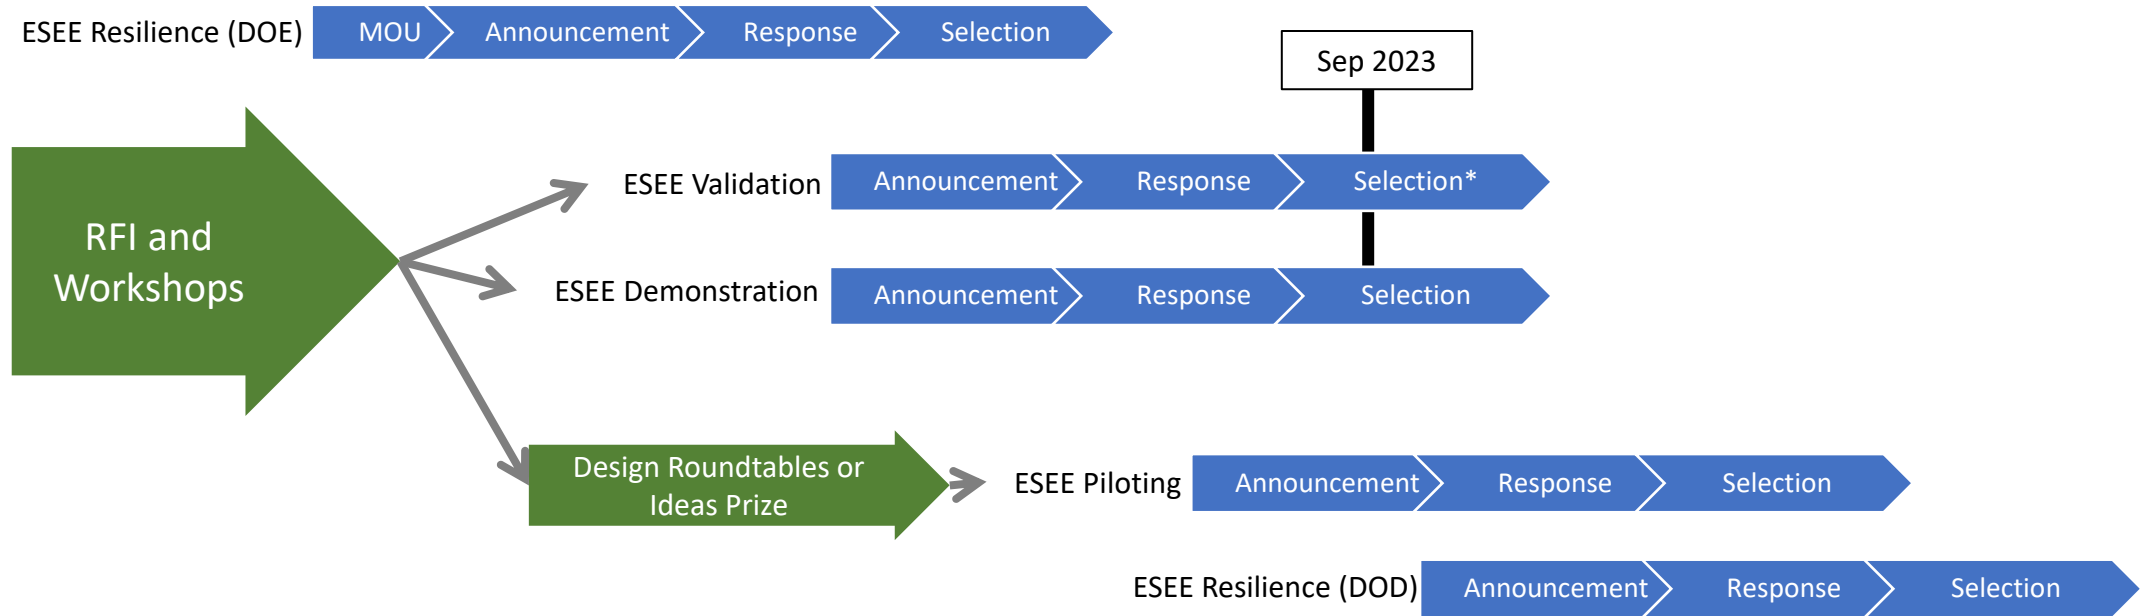 ESEE Resilience (DOE) MOU Announcement Response Selection
Sep 2023
ESEE Validation Announcement Response Selection*
RFI and
Workshops
ESEE Demonstration Announcement Response Selection
Design Roundtables or
Ideas Prize
ESEE Piloting Announcement Response Selection
ESEE Resilience (DOD) Announcement Response Selection